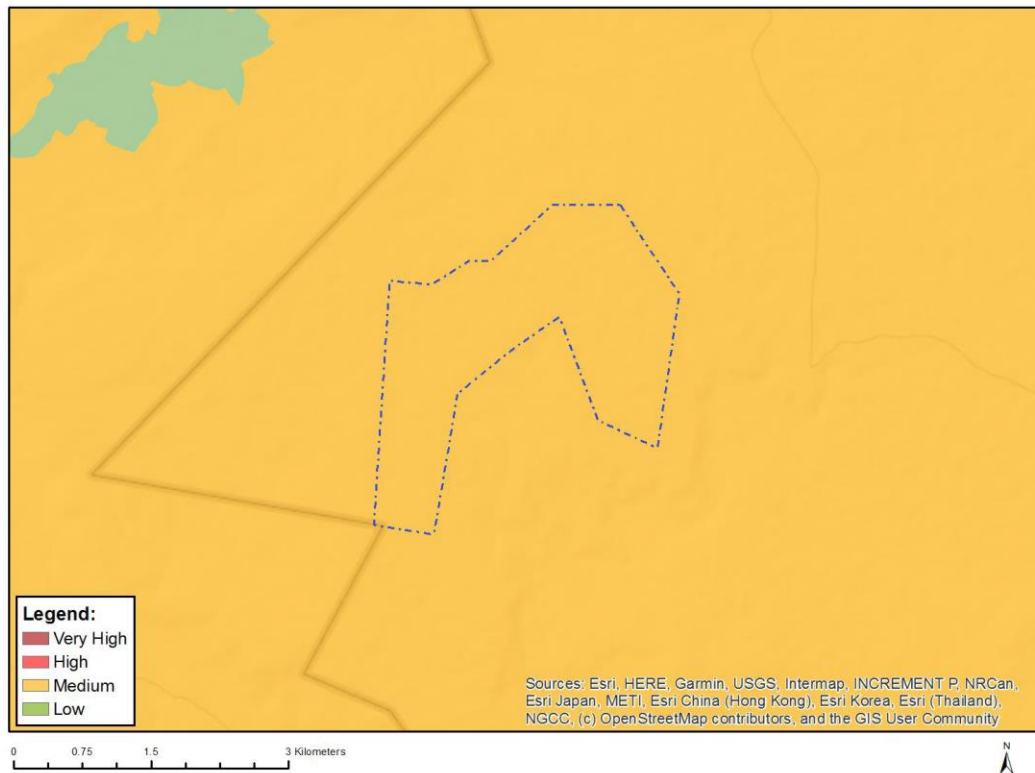 Legend:
Very High
High
Medium
Low
Sources: Esri, HERE, Garmin, USGS, Intermap, INCREMENT P, NRCan,
Esri Japan, METI, Esri China (Hong Kong), Esri Korea, Esri (Thailand),
NGCC, (c) OpenStreetMap contributors, and the GIS User Community
0 0.75 1.5 3 Kilometers
N